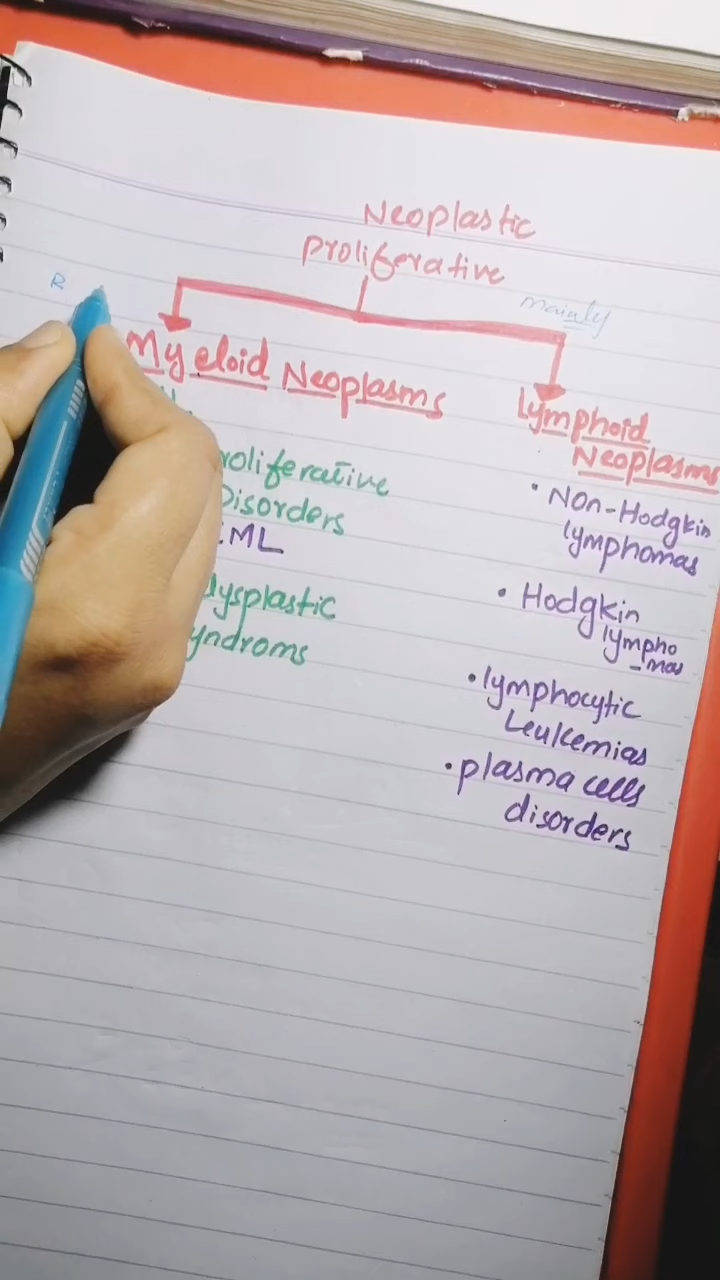 Neoplastic
Proliferative
R
mainly
Myeloid Neoplasms
roliferative
Disorders
ML
dysplastic
yndroms
lymphoid
Neoplasms
• Non-Hodgkin
lymphomas
• Hodgkin
lympho
-mas
• lymphocytic
Leukemias
• plasma cells
disorders